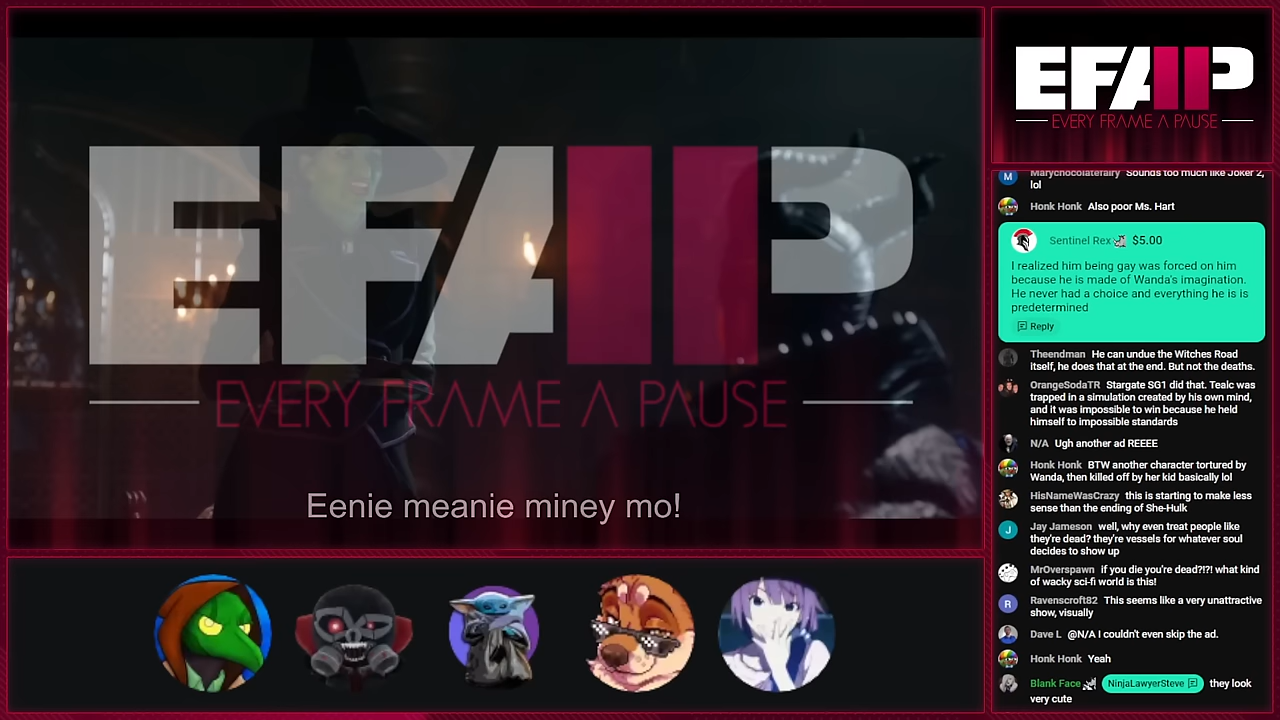 EFAP
EVERY FRAME A PAUSE
Eenie meanie miney mo!
EFAP
EVERY FRAME A PAUSE
M Marychocolatefairy Sounds too much like Joker 2,
lol
Honk Honk Also poor Ms. Hart
Sentinel Rex $5.00
I realized him being gay was forced on him
because he is made of Wanda's imagination.
He never had a choice and everything he is is
predetermined
Reply
Theendman He can undue the Witches Road
itself, he does that at the end. But not the deaths.
OrangeSodaTR Stargate SG1 did that. Tealc was
trapped in a simulation created by his own mind,
and it was impossible to win because he held
himself to impossible standards
N/A Ugh another ad REEEE
Honk Honk BTW another character tortured by
Wanda, then killed off by her kid basically lol
HisNameWasCrazy this is starting to make less
sense than the ending of She-Hulk
J Jay Jameson well, why even treat people like
they're dead? they're vessels for whatever soul
decides to show up
MrOverspawn if you die you're dead?!?! what kind
of wacky sci-fi world is this!
R Ravenscroft82 This seems like a very unattractive
show, visually
Dave L @N/A I couldn't even skip the ad.
Honk Honk Yeah
Blank Face NinjaLawyerSteve they look
very cute